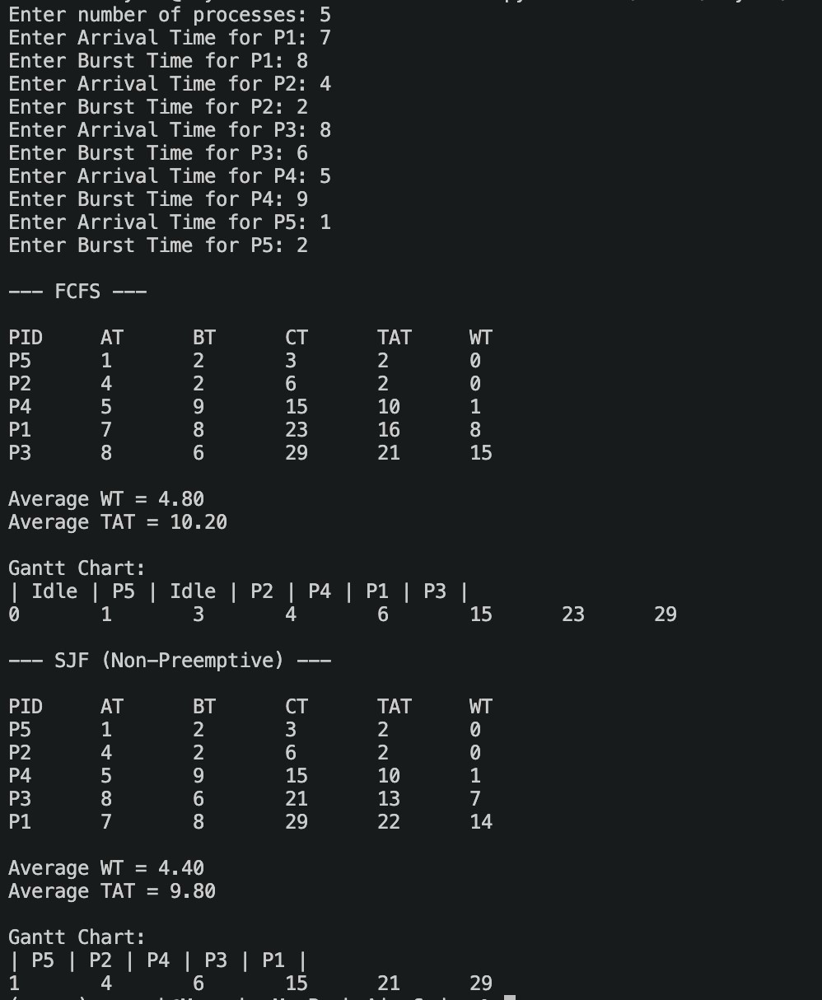 Enter number of processes: 5
Enter Arrival Time for P1: 7
Enter Burst Time for P1: 8
Enter Arrival Time for P2: 4
Enter Burst Time for P2: 2
Enter Arrival Time for P3: 8
Enter Burst Time for P3: 6
Enter Arrival Time for P4: 5
Enter Burst Time for P4: 9
Enter Arrival Time for P5: 1
Enter Burst Time for P5: 2
--- FCFS ---
PID AT BT CT TAT WT
P5 1 2 3 2 0
P2 4 2 6 2 0
P4 5 9 15 10 1
P1 7 8 23 16 8
P3 8 6 29 21 15
Average WT = 4.80
Average TAT = 10.20
Gantt Chart:
| Idle | P5 | Idle | P2 | P4 | P1 | P3 |
0 1 3 4 6 15 23 29
--- SJF (Non-Preemptive) ---
PID AT BT CT TAT WT
P5 1 2 3 2 0
P2 4 2 6 2 0
P4 5 9 15 10 1
P3 8 6 21 13 7
P1 7 8 29 22 14
Average WT = 4.40
Average TAT = 9.80
Gantt Chart:
| P5 | P2 | P4 | P3 | P1 |
1 4 6 15 21 29